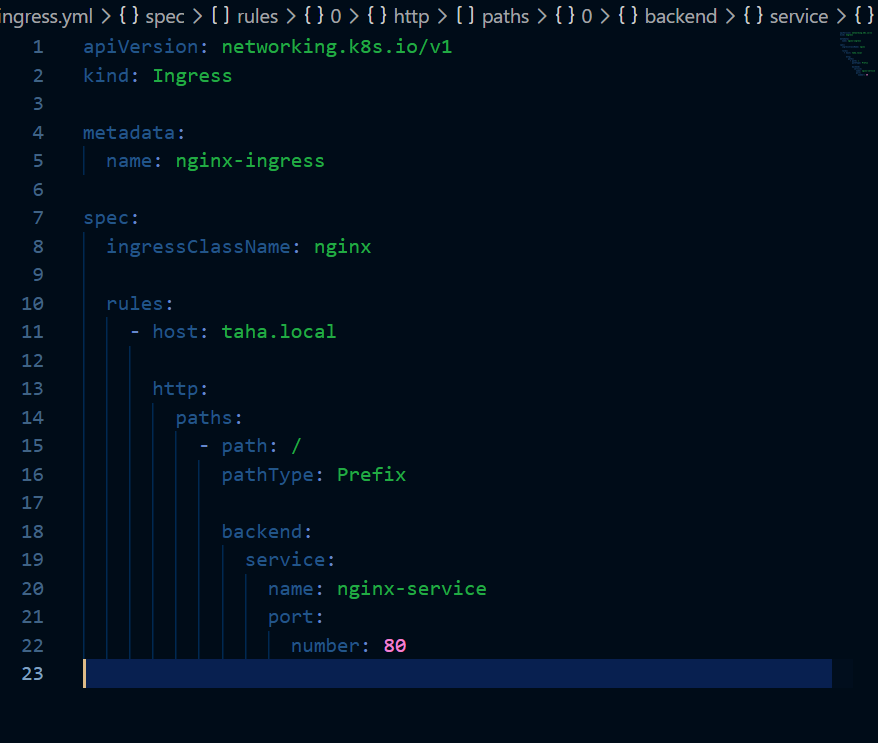 ingress.yml > {} spec > [] rules > {} 0 > {} http > [] paths > {} 0 > {} backend > {} service > {}
1 apiVersion: networking.k8s.io/v1
2 kind: Ingress
3
4 metadata:
5   name: nginx-ingress
6
7 spec:
8   ingressClassName: nginx
9
10   rules:
11     - host: taha.local
12
13       http:
14         paths:
15           - path: /
16             pathType: Prefix
17
18             backend:
19               service:
20                 name: nginx-service
21                 port:
22                   number: 80
23